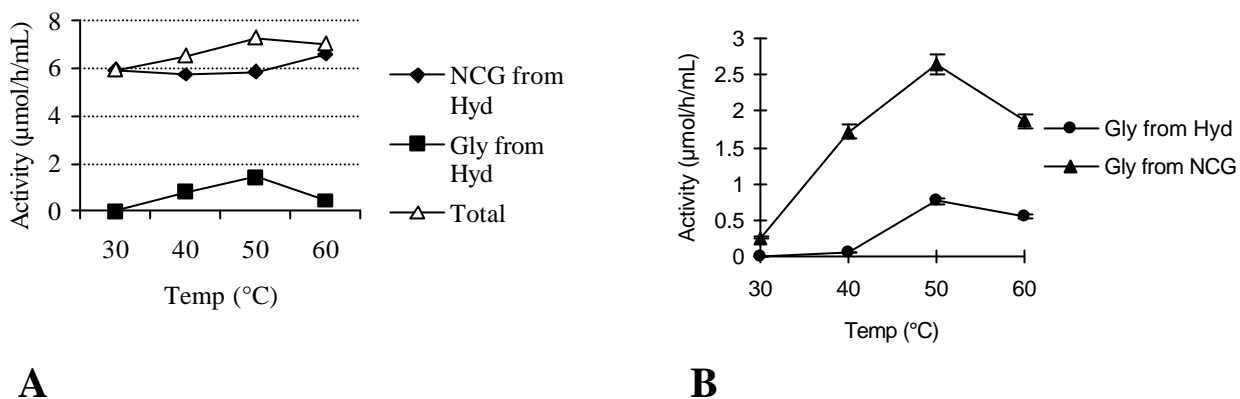 8
6
4
2
0
Activity (µmol/h/mL)
30 40 50 60
Temp (°C)
NCG from
Hyd
Gly from
Hyd
Total
A
3
2.5
2
1.5
1
0.5
0
Activity (µmol/h/mL)
30 40 50 60
Temp (°C)
Gly from Hyd
Gly from NCG
B